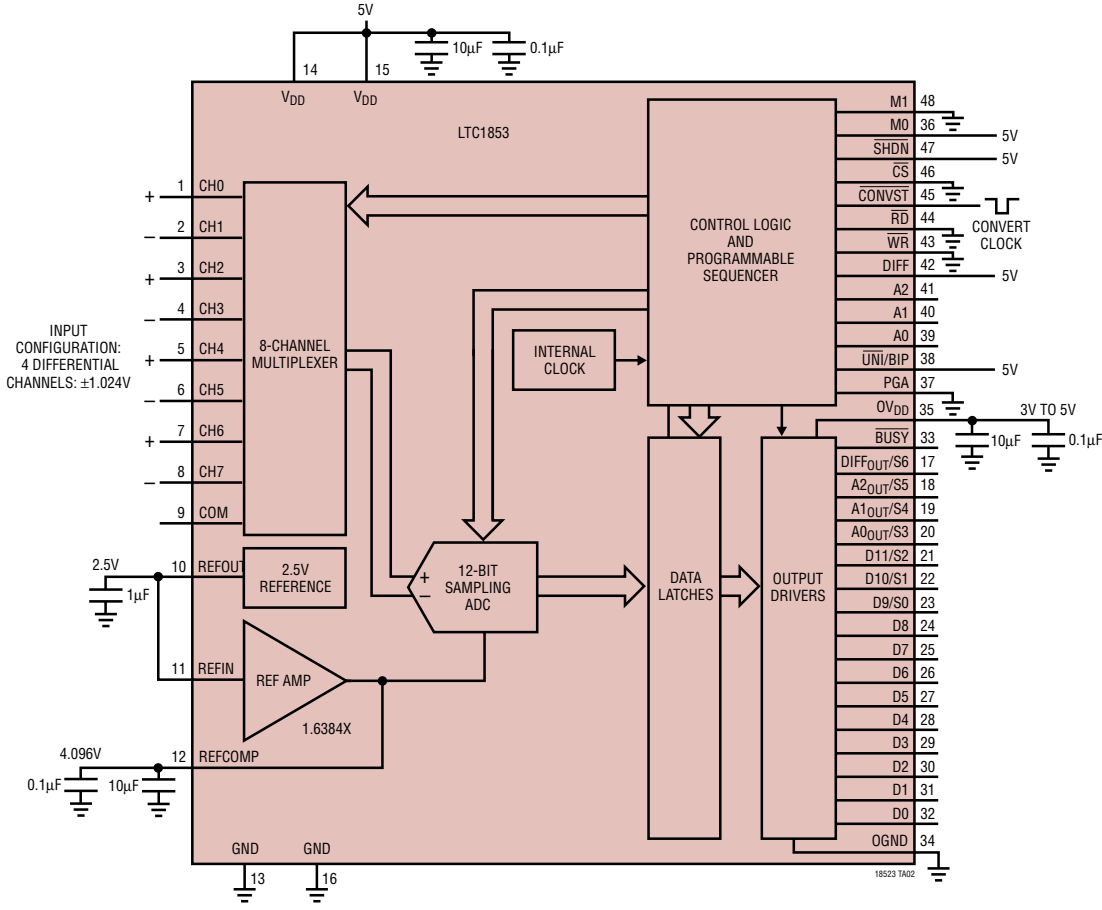 5V
10µF
0.1µF
14
15
VDD
VDD
LTC1853
M1 48
M0 36
5V
SHDN 47
5V
CS 46
CONVST 45
CONVERT
CLOCK
RD 44
WR 43
DIFF 42
5V
A2 41
A1 40
A0 39
UNI/BIP 38
5V
PGA 37
OVDD 35
3V TO 5V
10µF
0.1µF
BUSY 33
DIFFOUT/S6 17
A2OUT/S5 18
A1OUT/S4 19
A0OUT/S3 20
D11/S2 21
D10/S1 22
D9/S0 23
D8 24
D7 25
D6 26
D5 27
D4 28
D3 29
D2 30
D1 31
D0 32
OGND 34
CONTROL LOGIC
AND
PROGRAMMABLE
SEQUENCER
INTERNAL
CLOCK
+ 1 CH0
– 2 CH1
+ 3 CH2
– 4 CH3
+ 5 CH4
– 6 CH5
+ 7 CH6
– 8 CH7
9 COM
INPUT
CONFIGURATION:
4 DIFFERENTIAL
CHANNELS: ±1.024V
8-CHANNEL
MULTIPLEXER
2.5V
10 REFOUT
1µF
2.5V
REFERENCE
+
–
12-BIT
SAMPLING
ADC
DATA
LATCHES
OUTPUT
DRIVERS
11 REFIN
REF AMP
1.6384X
4.096V
12 REFCOMP
0.1µF
10µF
GND
13
GND
16
18523 TA02